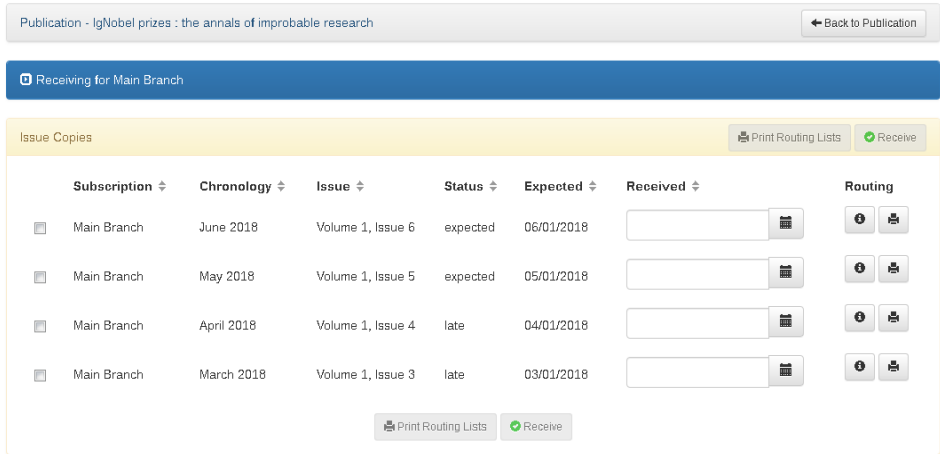 Publication - IgNobel prizes : the annals of improbable research Back to Publication
Receiving for Main Branch
Issue Copies Print Routing Lists Receive
Subscription Chronology Issue Status Expected Received Routing
Main Branch June 2018 Volume 1, Issue 6 expected 06/01/2018
Main Branch May 2018 Volume 1, Issue 5 expected 05/01/2018
Main Branch April 2018 Volume 1, Issue 4 late 04/01/2018
Main Branch March 2018 Volume 1, Issue 3 late 03/01/2018
Print Routing Lists Receive